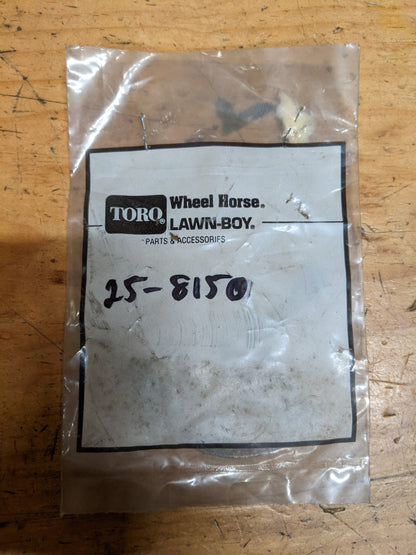 TORO®
Wheel Horse®
LAWN-BOY®
PARTS & ACCESSORIES
25-8150